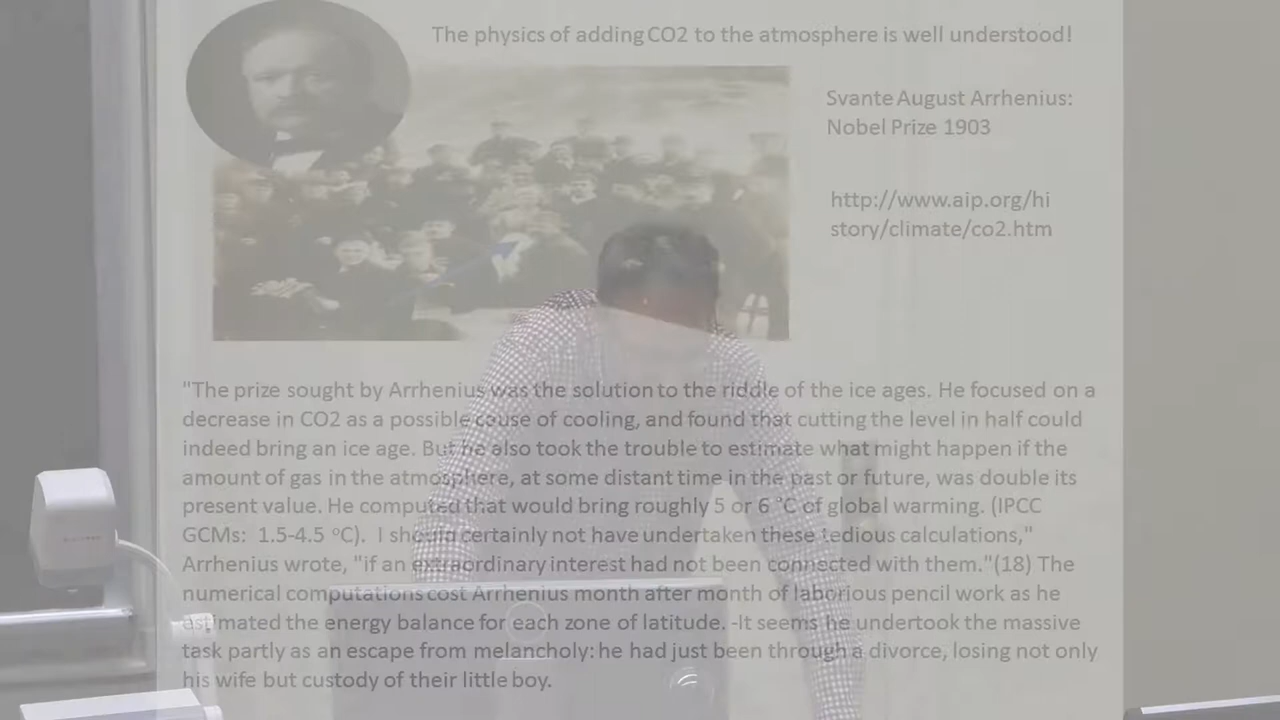 The physics of adding CO2 to the atmosphere is well understood!
Svante August Arrhenius:
Nobel Prize 1903
http://www.aip.org/hi
story/climate/co2.htm
"The prize sought by Arrhenius was the solution to the riddle of the ice ages. He focused on a
decrease in CO2 as a possible cause of cooling, and found that cutting the level in half could
indeed bring an ice age. But he also took the trouble to estimate what might happen if the
amount of gas in the atmosphere, at some distant time in the past or future, was double its
present value. He computed that would bring roughly 5 or 6 °C of global warming. (IPCC
GCMs: 1.5-4.5 °C). I should certainly not have undertaken these tedious calculations,"
Arrhenius wrote, "if an extraordinary interest had not been connected with them."(18) The
numerical computations cost Arrhenius month after month of laborious pencil work as he
estimated the energy balance for each zone of latitude. -It seems he undertook the massive
task partly as an escape from melancholy: he had just been through a divorce, losing not only
his wife but custody of their little boy.